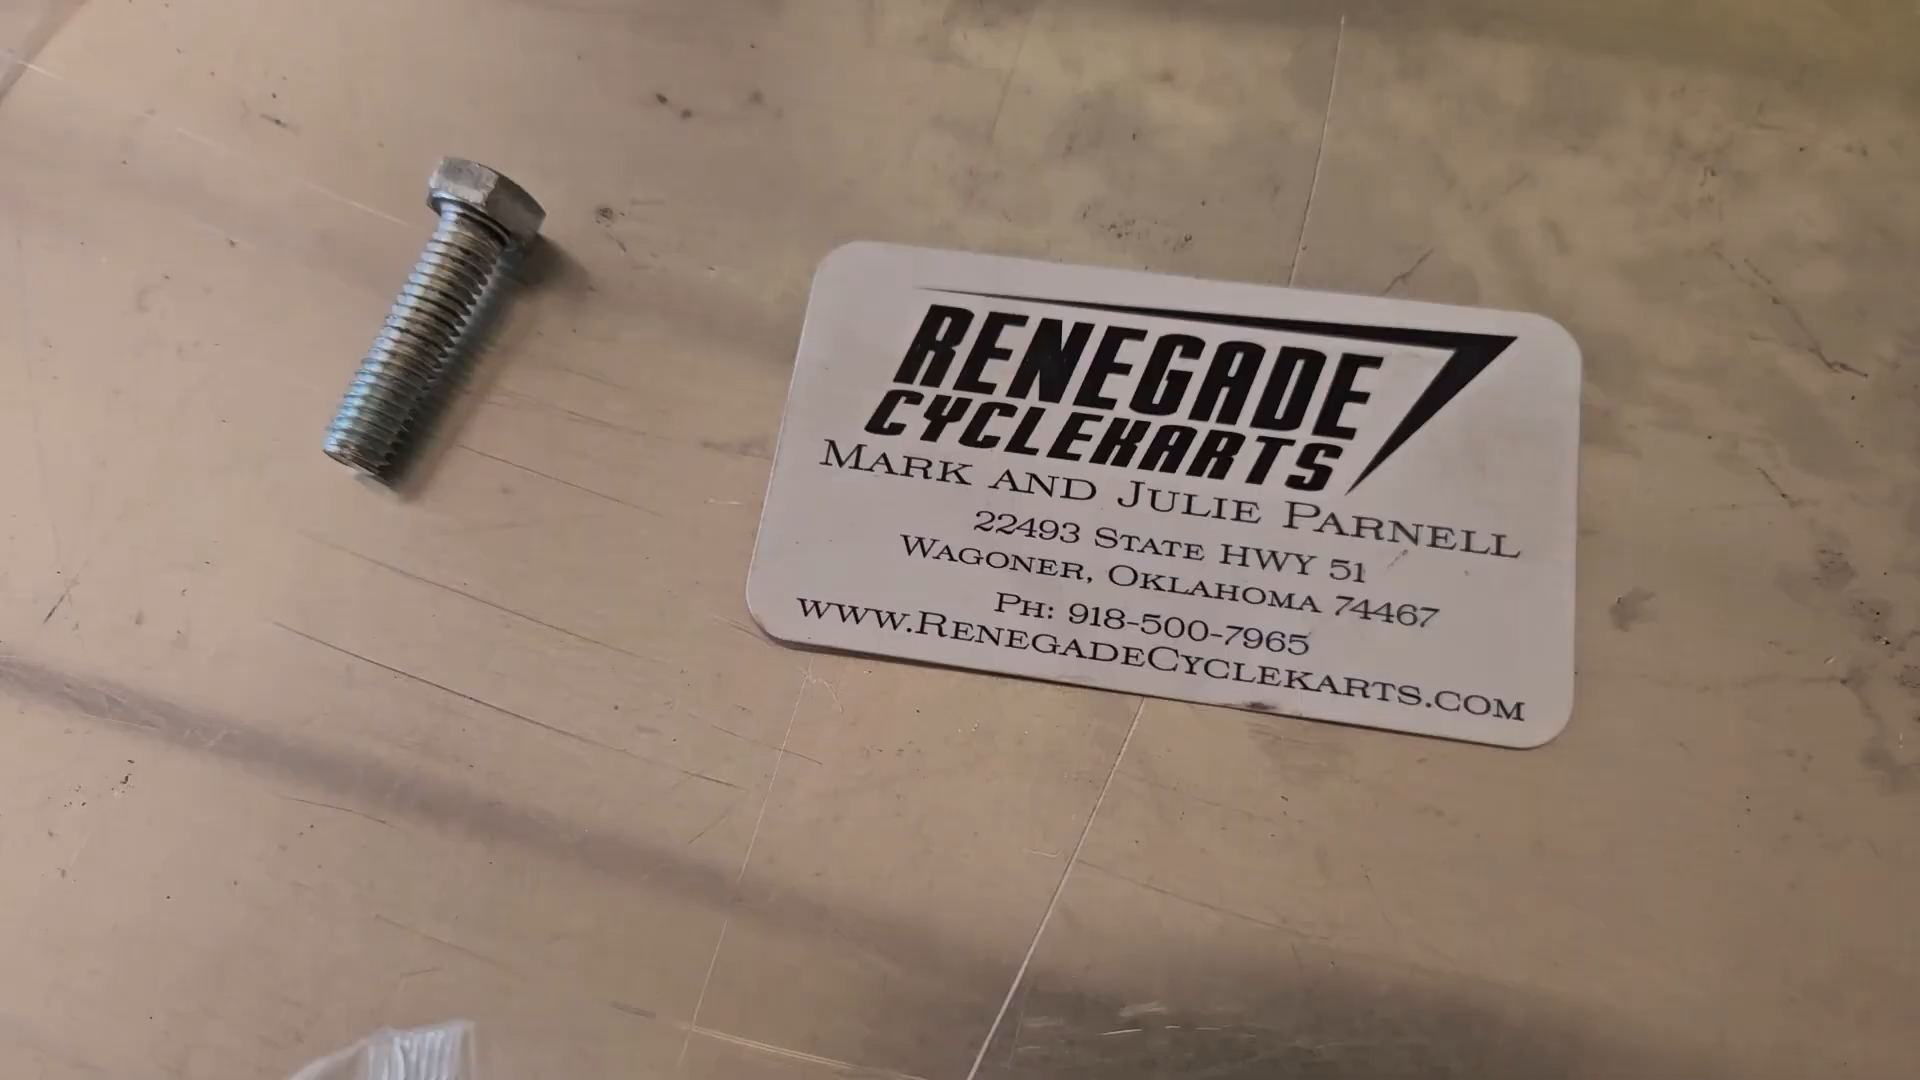 RENEGADE
CYCLEKARTS
MARK AND JULIE PARNELL
22493 STATE HWY 51
WAGONER, OKLAHOMA 74467
PH: 918-500-7965
WWW.RENEGADECYCLEKARTS.COM